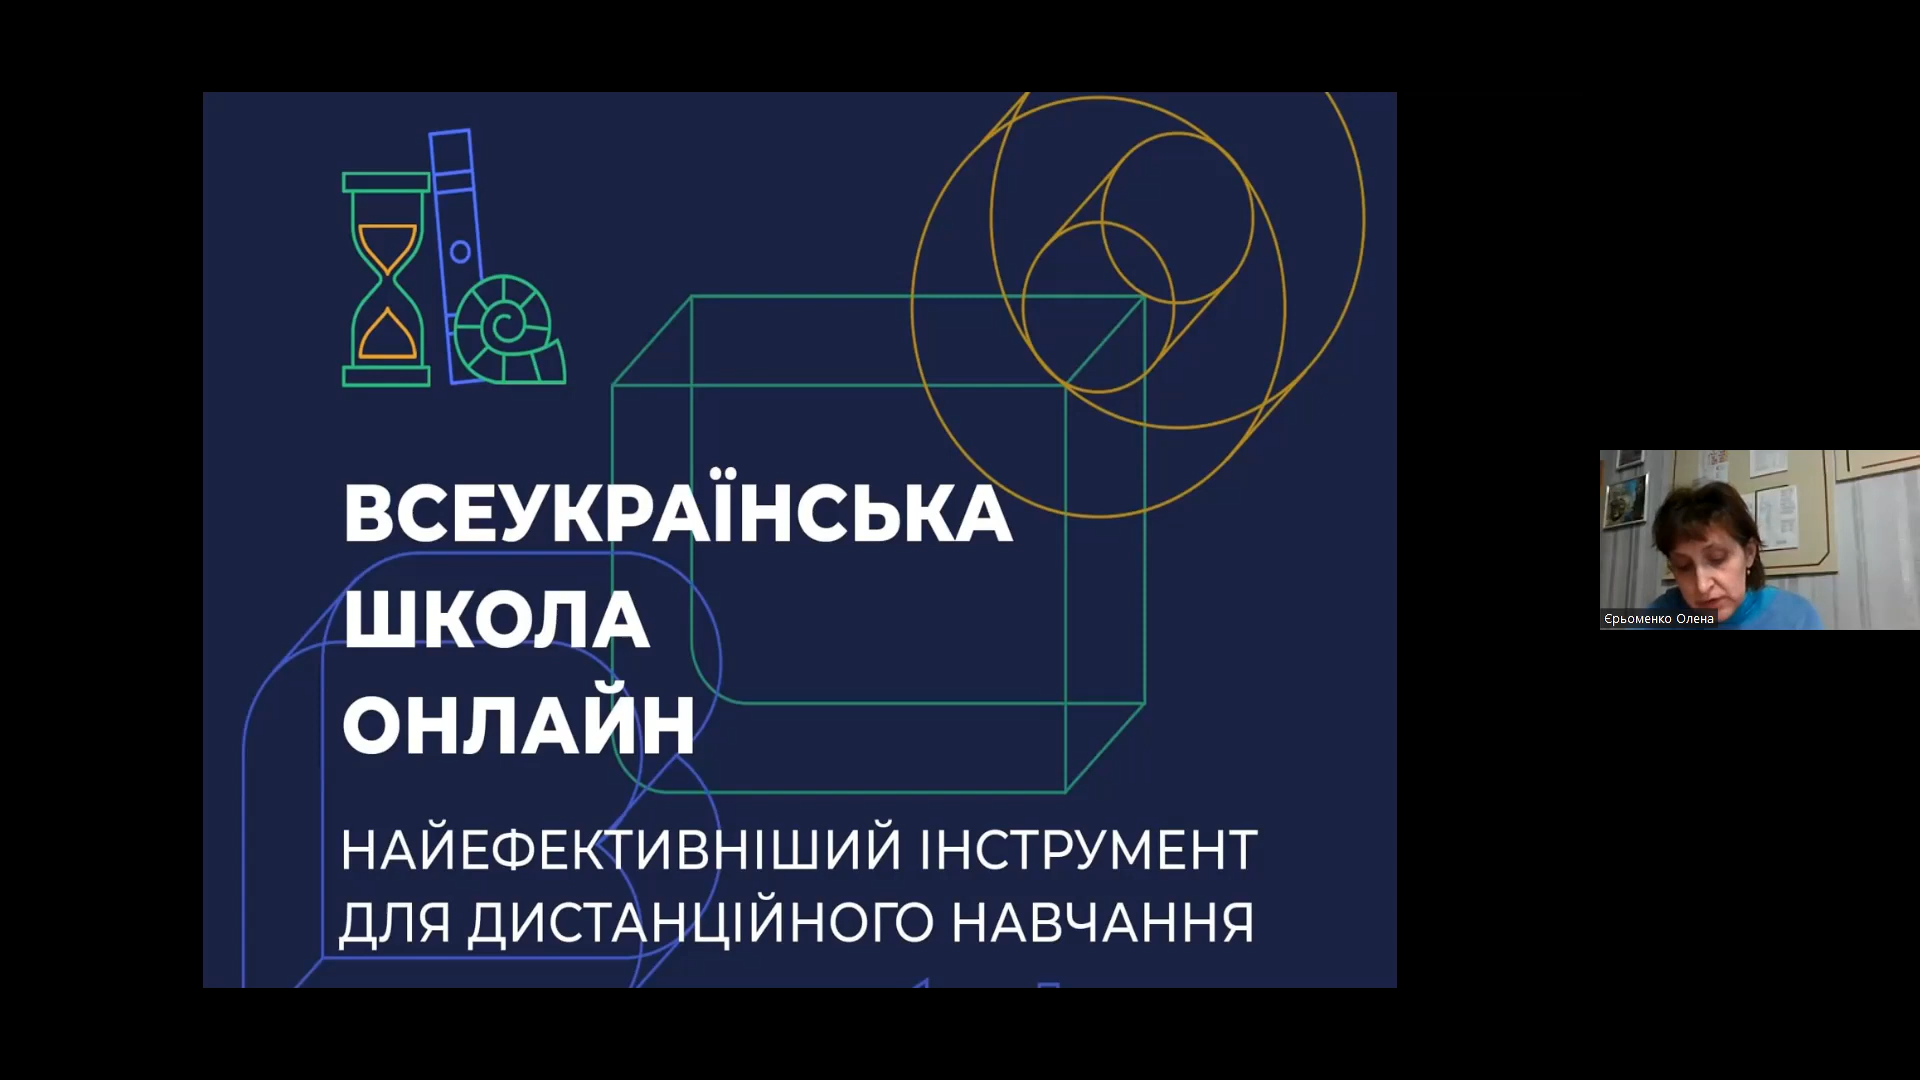 ВСЕУКРАЇНСЬКА
ШКОЛА
ОНЛАЙН
НАЙЕФЕКТИВНІШИЙ ІНСТРУМЕНТ
ДЛЯ ДИСТАНЦІЙНОГО НАВЧАННЯ
Єрьоменко Олена